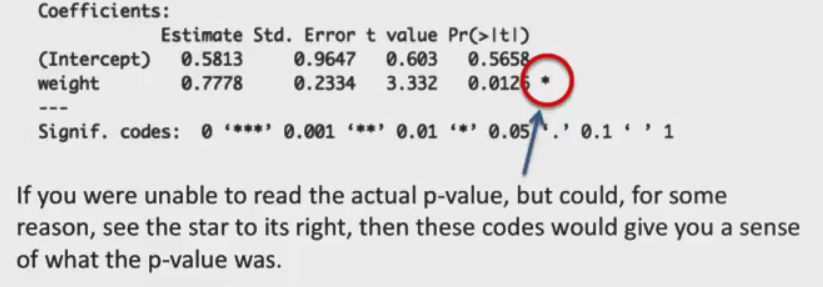 Coefficients:
Estimate Std. Error t value Pr(>|t|)
(Intercept) 0.5813 0.9647 0.603 0.5658
weight 0.7778 0.2334 3.332 0.0126 *
---
Signif. codes: 0 ‘***’ 0.001 ‘**’ 0.01 ‘*’ 0.05 ‘.’ 0.1 ‘ ’ 1
If you were unable to read the actual p-value, but could, for some
reason, see the star to its right, then these codes would give you a sense
of what the p-value was.